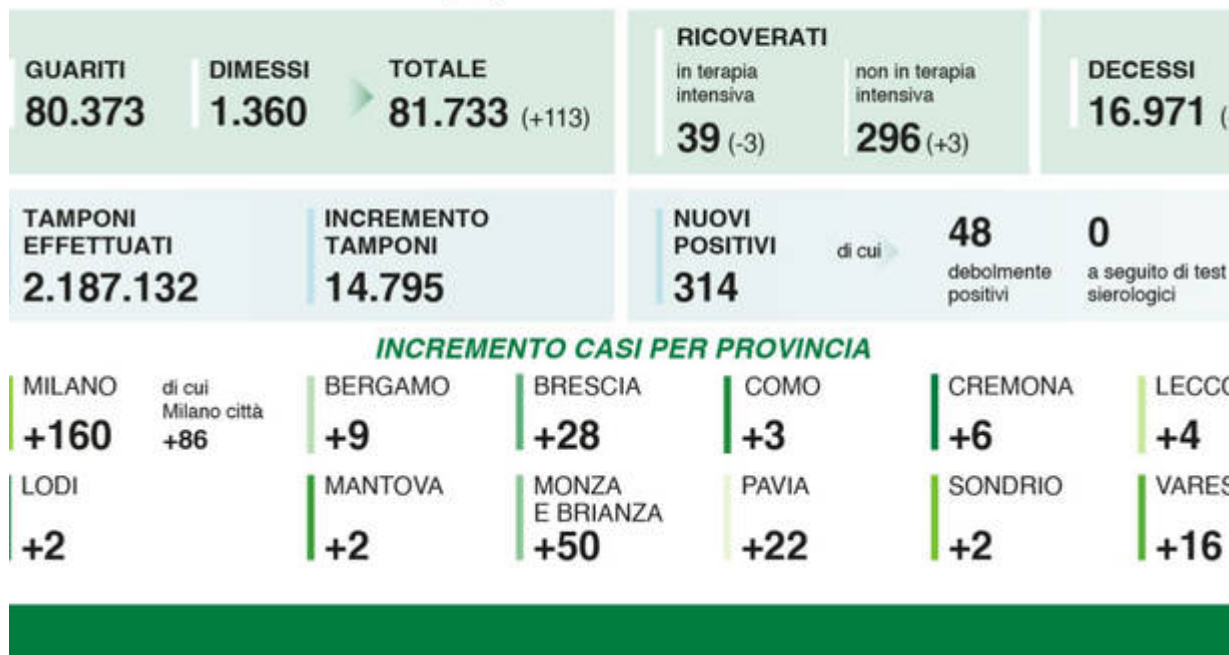 GUARITI
80.373
DIMESSI
1.360
TOTALE
81.733 (+113)
RICOVERATI
in terapia
intensiva
39 (-3)
non in terapia
intensiva
296 (+3)
DECESSI
16.971 (
TAMPONI
EFFETTUATI
2.187.132
INCREMENTO
TAMPONI
14.795
NUOVI
POSITIVI
314
di cui
48
debolmente
positivi
0
a seguito di test
sierologici
INCREMENTO CASI PER PROVINCIA
MILANO
+160
di cui
Milano città
+86
BERGAMO
+9
BRESCIA
+28
COMO
+3
CREMONA
+6
LECCO
+4
LODI
+2
MANTOVA
+2
MONZA
E BRIANZA
+50
PAVIA
+22
SONDRIO
+2
VARES
+16